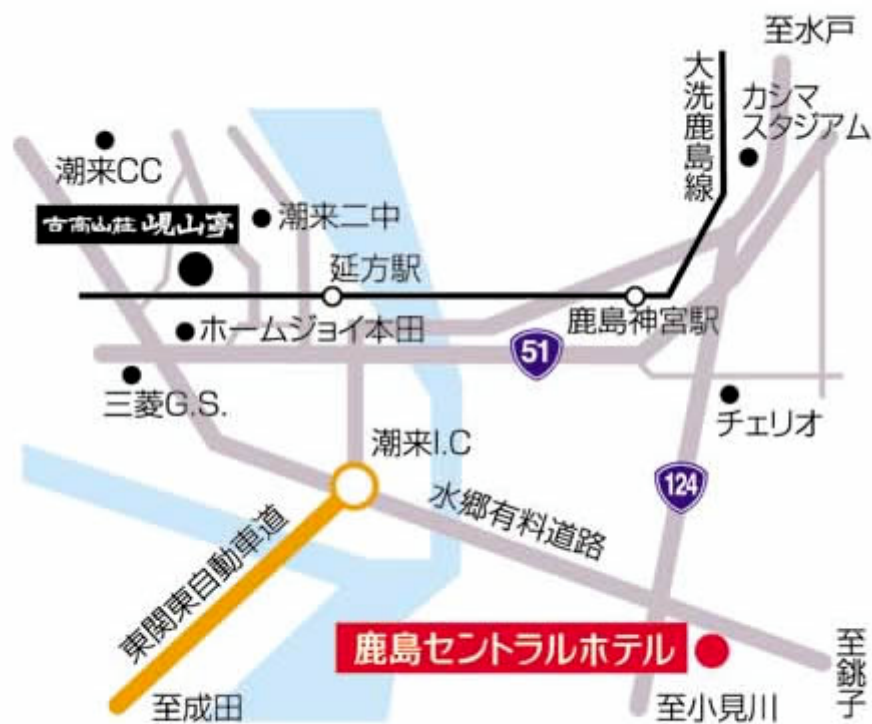 至水戸
大洗鹿島線
カシマ
スタジアム
潮来CC
古高山荘 峴山亭
潮来二中
延方駅
鹿島神宮駅
ホームジョイ本田
51
三菱G.S.
チェリオ
潮来I.C
124
水郷有料道路
東関東自動車道
鹿島セントラルホテル
至銚子
至成田
至小見川